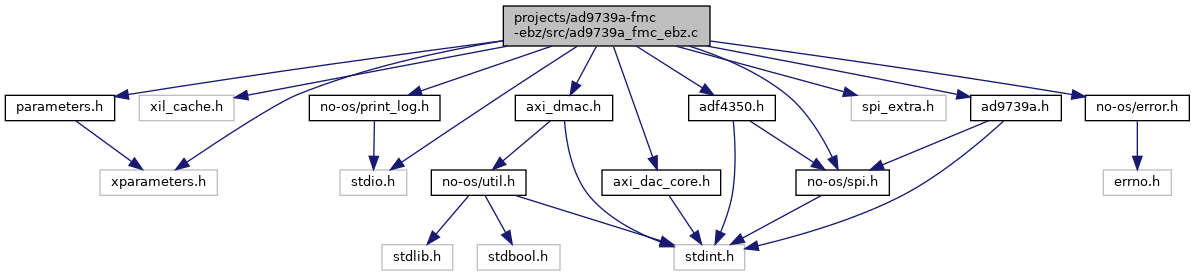 projects/ad9739a-fmc
-ebz/src/ad9739a_fmc_ebz.c
parameters.h
xil_cache.h
no-os/print_log.h
axi_dmac.h
adf4350.h
spi_extra.h
ad9739a.h
no-os/error.h
xparameters.h
stdio.h
no-os/util.h
axi_dac_core.h
no-os/spi.h
errno.h
stdlib.h
stdbool.h
stdint.h